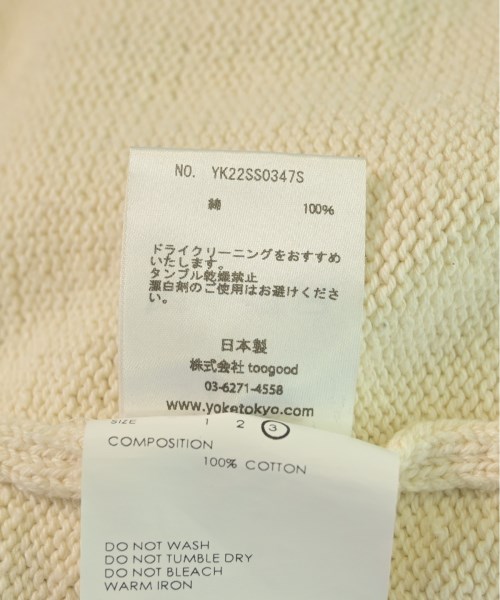 NO. YK22SS0347S
綿 100%
ドライクリーニングをおすすめ
いたします。
タンブル乾燥禁止
漂白剤のご使用はお避けくださ
い。
日本製
株式会社 toogood
03-6271-4558
www.yoketokyo.com
SIZE 1 2 3
COMPOSITION
100% COTTON
DO NOT WASH
DO NOT TUMBLE DRY
DO NOT BLEACH
WARM IRON